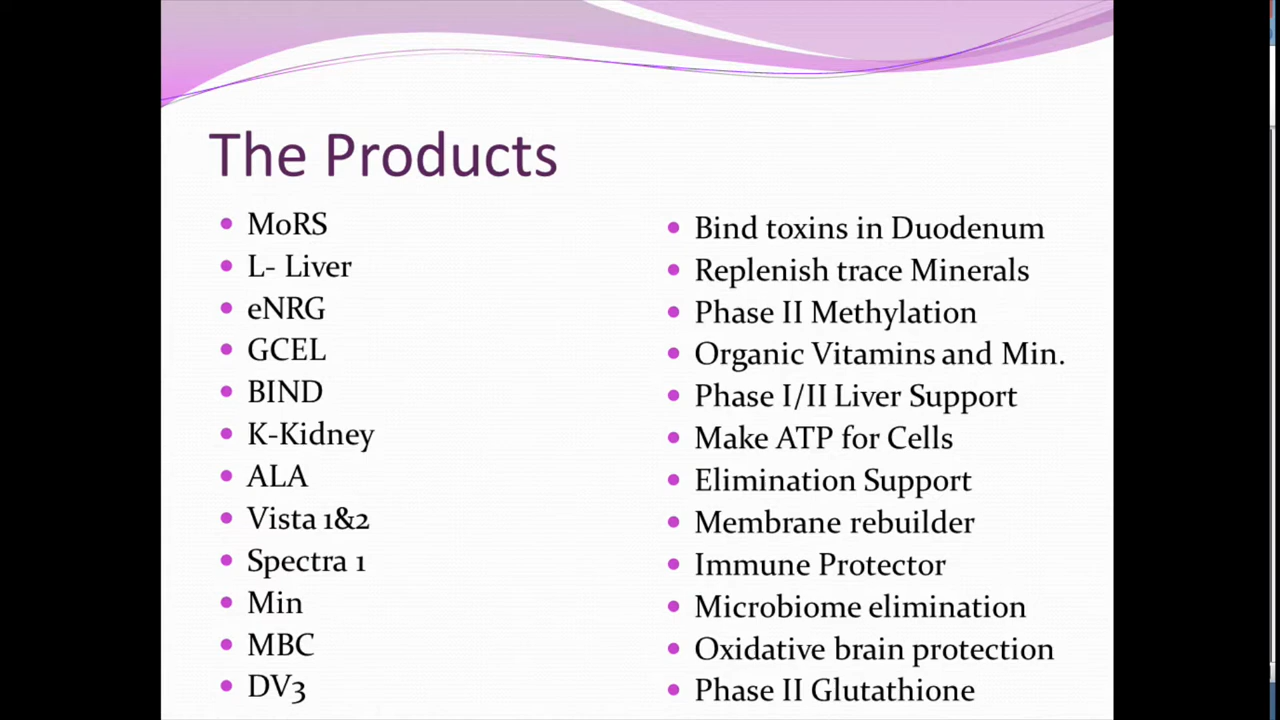 The Products
MoRS
L- Liver
eNRG
GCEL
BIND
K-Kidney
ALA
Vista 1&2
Spectra 1
Min
MBC
DV3
Bind toxins in Duodenum
Replenish trace Minerals
Phase II Methylation
Organic Vitamins and Min.
Phase I/II Liver Support
Make ATP for Cells
Elimination Support
Membrane rebuilder
Immune Protector
Microbiome elimination
Oxidative brain protection
Phase II Glutathione